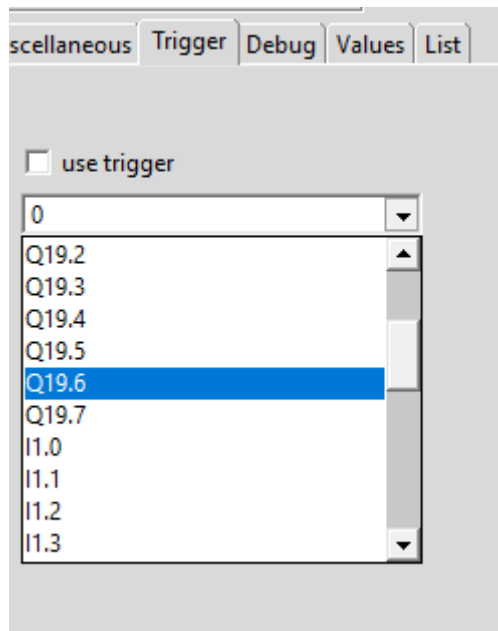 scellaneous Trigger Debug Values List
use trigger
0
Q19.2
Q19.3
Q19.4
Q19.5
Q19.6
Q19.7
I1.0
I1.1
I1.2
I1.3